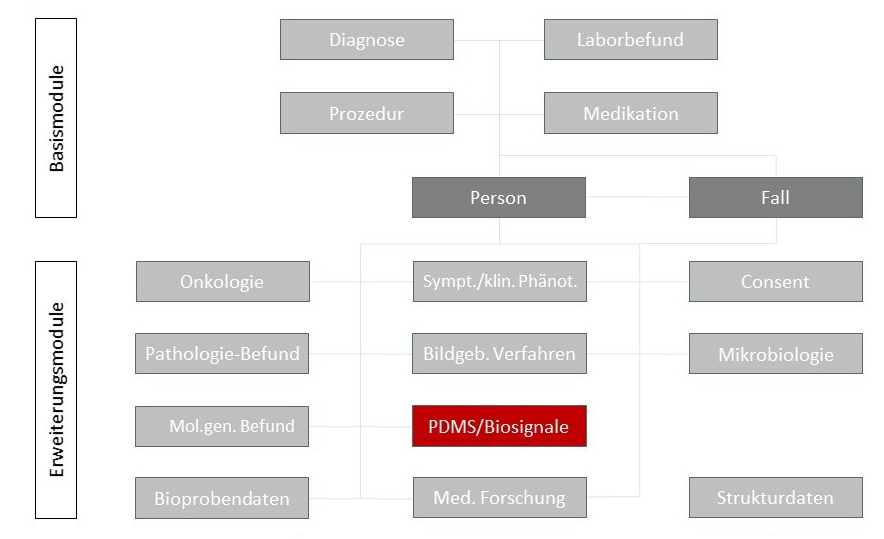 Basismodule
Diagnose
Laborbefund
Prozedur
Medikation
Person
Fall
Erweiterungsmodule
Onkologie
Sympt./klin. Phänot.
Consent
Pathologie-Befund
Bildgeb. Verfahren
Mikrobiologie
Mol.gen. Befund
PDMS/Biosignale
Bioprobendaten
Med. Forschung
Strukturdaten